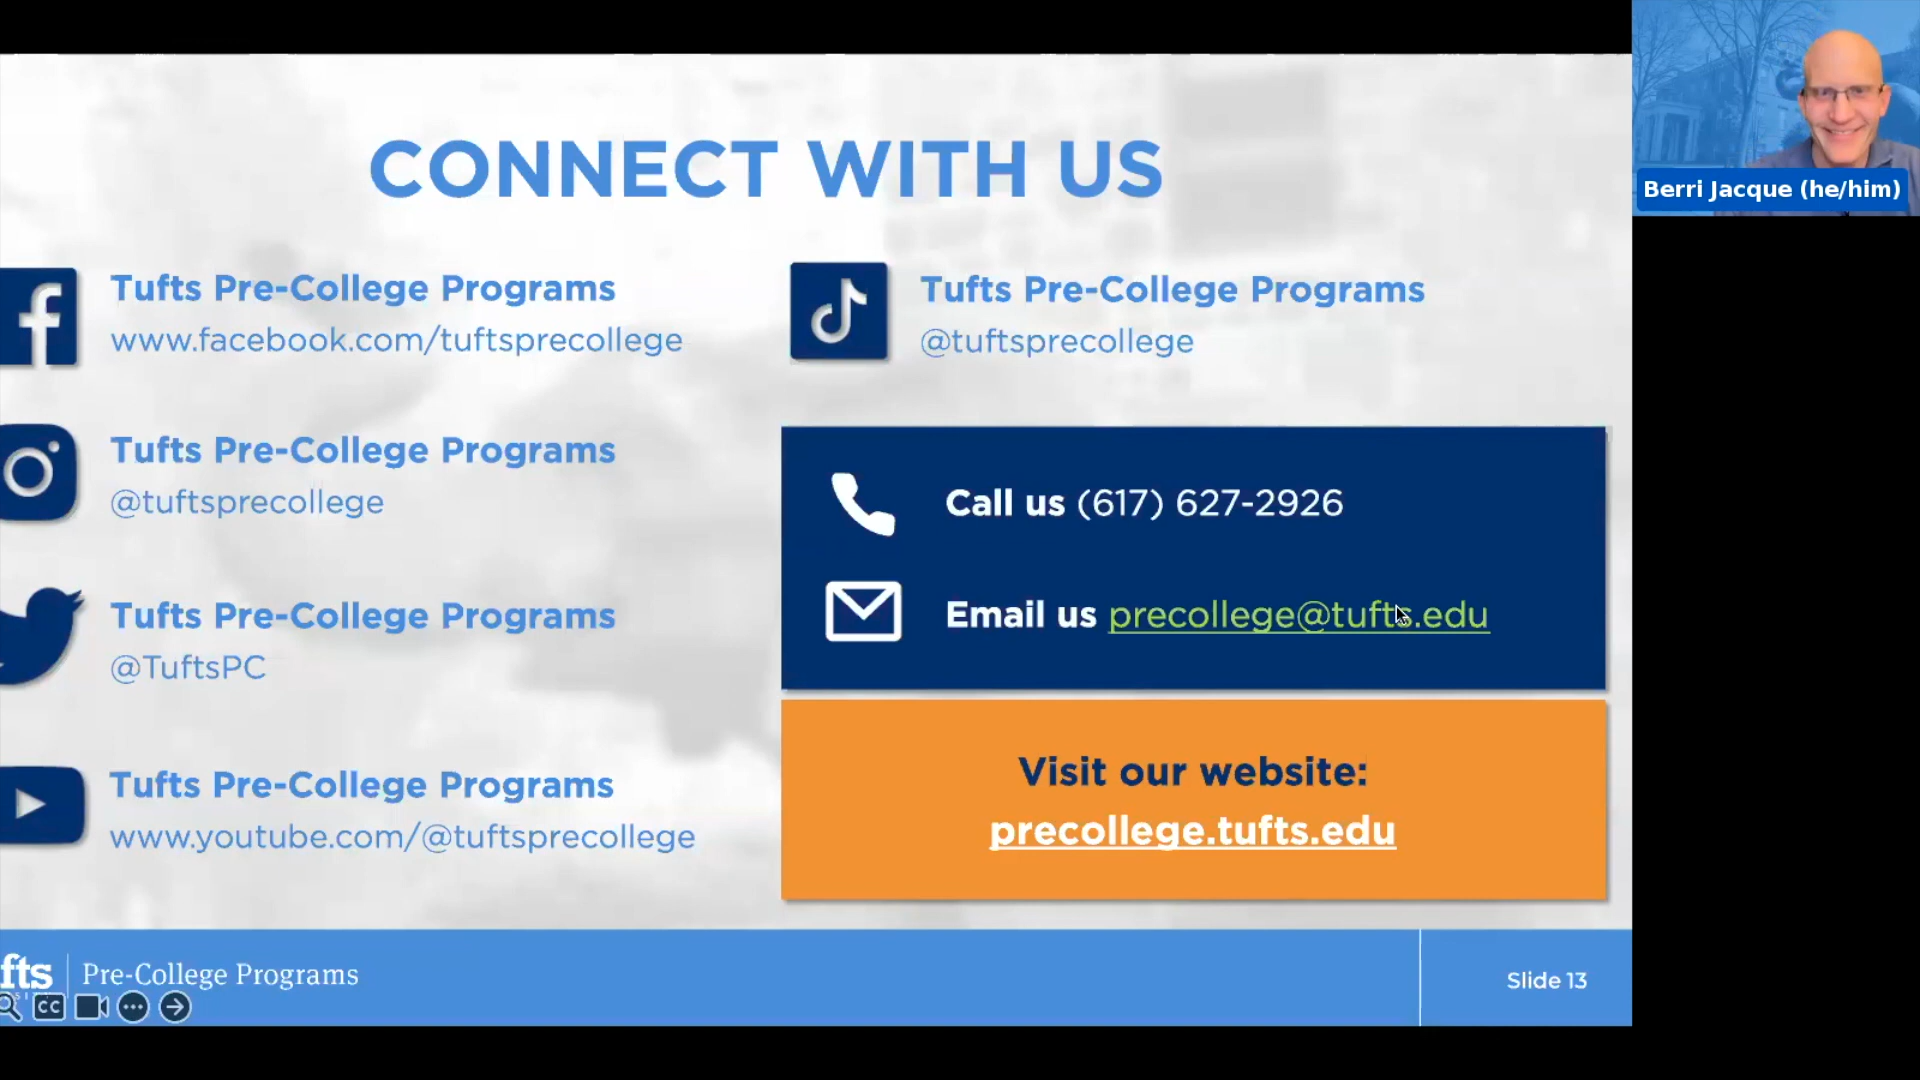 CONNECT WITH US
Tufts Pre-College Programs
www.facebook.com/tuftsprecollege
Tufts Pre-College Programs
@tuftsprecollege
Tufts Pre-College Programs
@TuftsPC
Tufts Pre-College Programs
www.youtube.com/@tuftsprecollege
Tufts Pre-College Programs
@tuftsprecollege
Call us (617) 627-2926
Email us precollege@tufts.edu
Visit our website:
precollege.tufts.edu
fts
Pre-College Programs
CC
Slide 13
Berri Jacque (he/him)